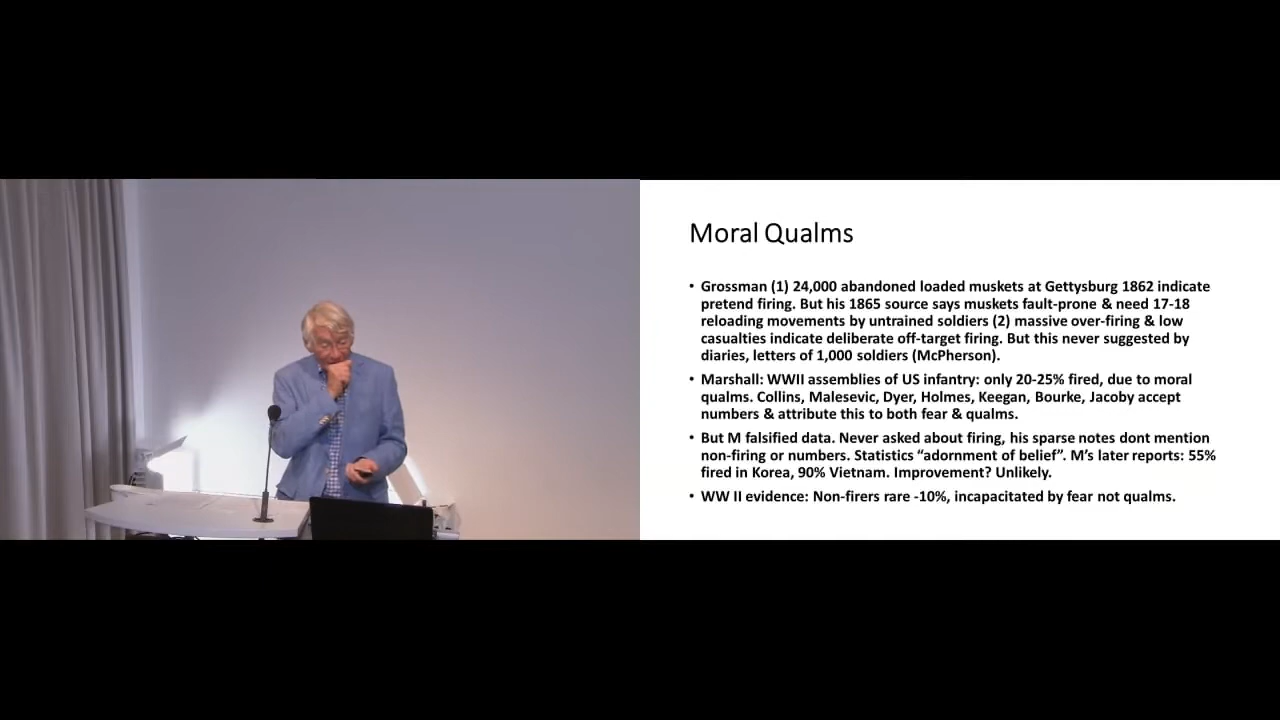 Moral Qualms
• Grossman (1) 24,000 abandoned loaded muskets at Gettysburg 1862 indicate
pretend firing. But his 1865 source says muskets fault-prone & need 17-18
reloading movements by untrained soldiers (2) massive over-firing & low
casualties indicate deliberate off-target firing. But this never suggested by
diaries, letters of 1,000 soldiers (McPherson).
• Marshall: WWII assemblies of US infantry: only 20-25% fired, due to moral
qualms. Collins, Malesevic, Dyer, Holmes, Keegan, Bourke, Jacoby accept
numbers & attribute this to both fear & qualms.
• But M falsified data. Never asked about firing, his sparse notes dont mention
non-firing or numbers. Statistics “adornment of belief”. M’s later reports: 55%
fired in Korea, 90% Vietnam. Improvement? Unlikely.
• WW II evidence: Non-firers rare -10%, incapacitated by fear not qualms.